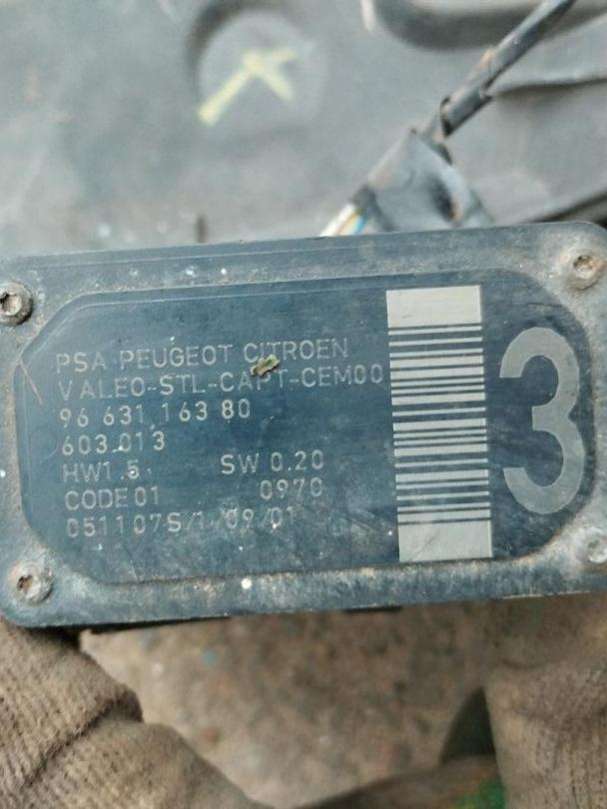 PSA PEUGEOT CITROEN
VALEO-STL-CAPT-CEM00
96 631 163 80
603.013
HW1.5 SW 0.20
CODE 01 0970
051107S/1 /09/01
3